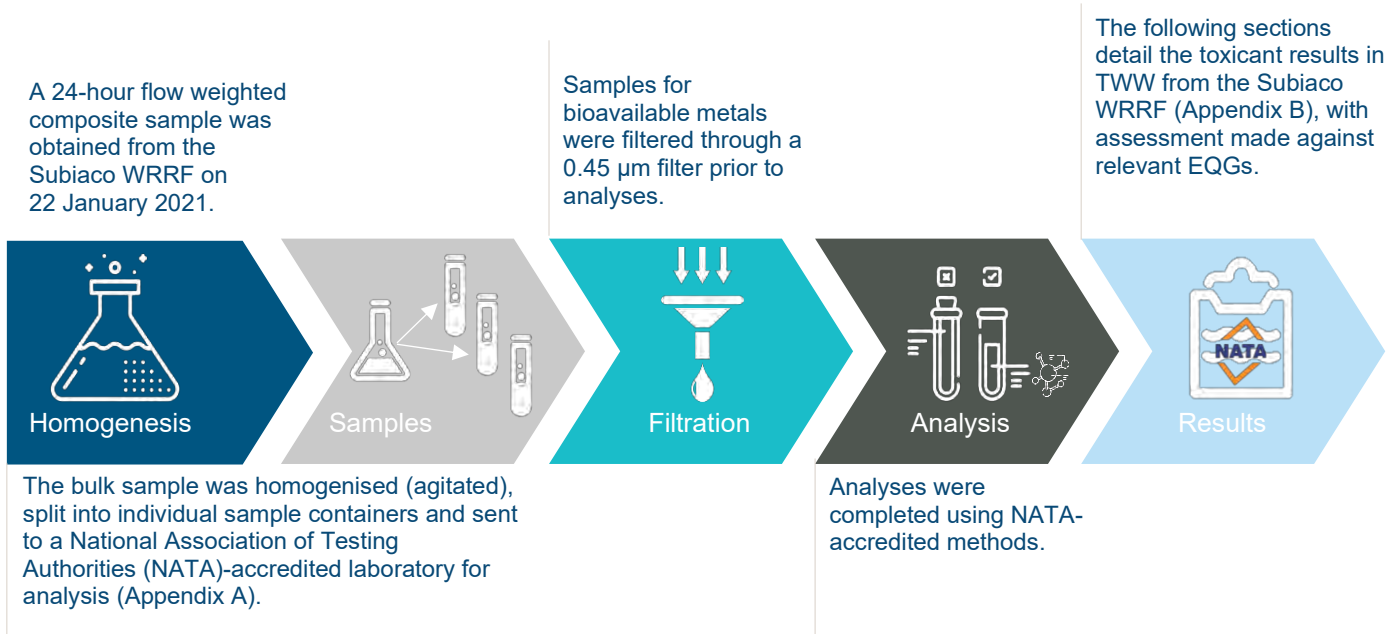 A 24-hour flow weighted
composite sample was
obtained from the
Subiaco WRRF on
22 January 2021.
Samples for
bioavailable metals
were filtered through a
0.45 µm filter prior to
analyses.
The following sections
detail the toxicant results in
TWW from the Subiaco
WRRF (Appendix B), with
assessment made against
relevant EQGs.
Homogenesis
Samples
Filtration
Analysis
NATA
Results
The bulk sample was homogenised (agitated),
split into individual sample containers and sent
to a National Association of Testing
Authorities (NATA)-accredited laboratory for
analysis (Appendix A).
Analyses were
completed using NATA-
accredited methods.